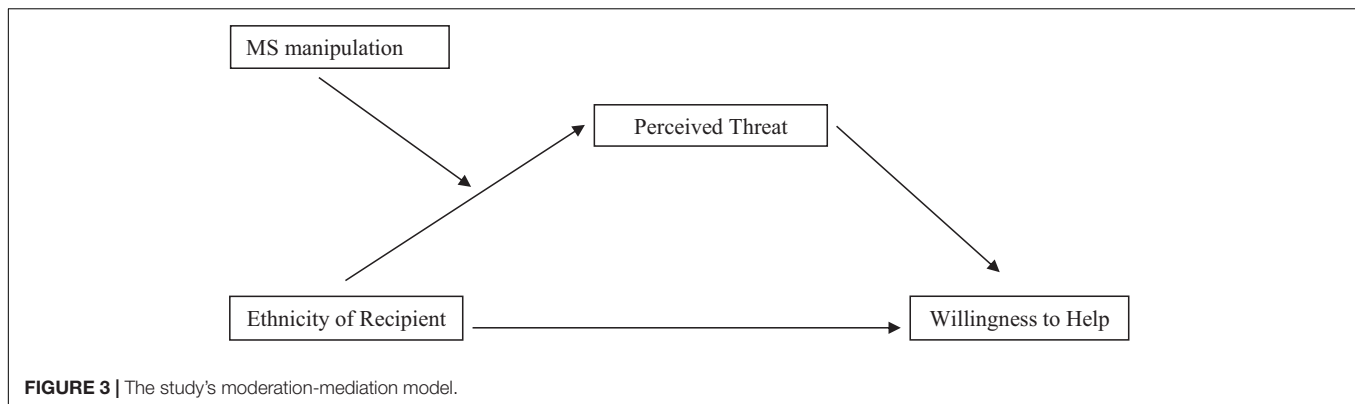 MS manipulation
Perceived Threat
Ethnicity of Recipient
Willingness to Help
FIGURE 3 | The study's moderation-mediation model.